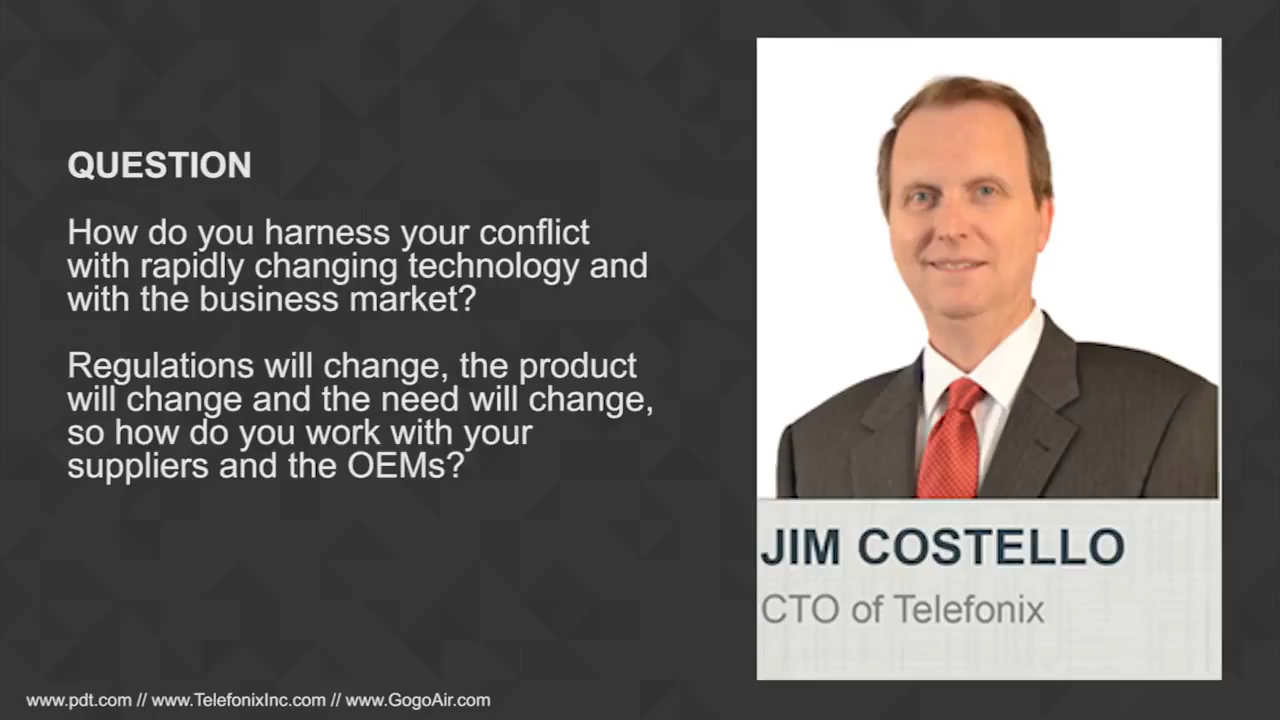 QUESTION
How do you harness your conflict
with rapidly changing technology and
with the business market?
Regulations will change, the product
will change and the need will change,
so how do you work with your
suppliers and the OEMs?
JIM COSTELLO
CTO of Telefonix
www.pdt.com // www.TelefonixInc.com // www.GogoAir.com